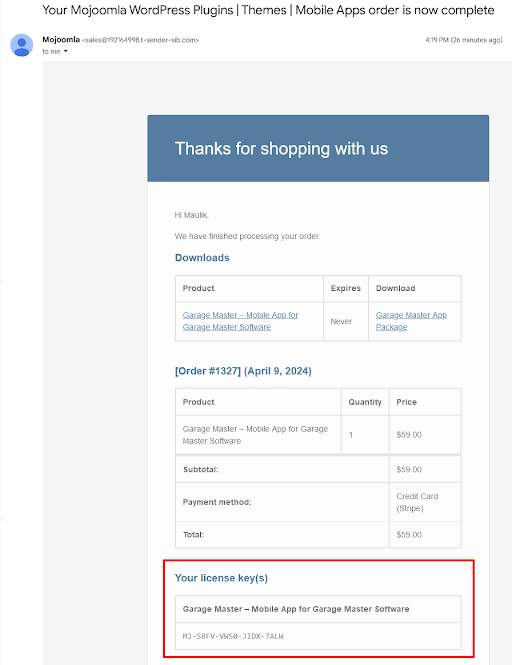 Your Mojoomla WordPress Plugins | Themes | Mobile Apps order is now complete
Mojoomla <sales@192164998.t-sender-sib.com>
4:19 PM (26 minutes ago)
to me
Thanks for shopping with us
Hi Maulik,
We have finished processing your order.
Downloads
Product Expires Download
Garage Master – Mobile App for
Garage Master Software
Never
Garage Master App
Package
[Order #1327] (April 9, 2024)
Product Quantity Price
Garage Master – Mobile App for Garage
Master Software
1
$59.00
Subtotal: $59.00
Payment method:
Credit Card
(Stripe)
Total: $59.00
Your license key(s)
Garage Master – Mobile App for Garage Master Software
MJ-S8FV-VWS0-JIDX-7ALW